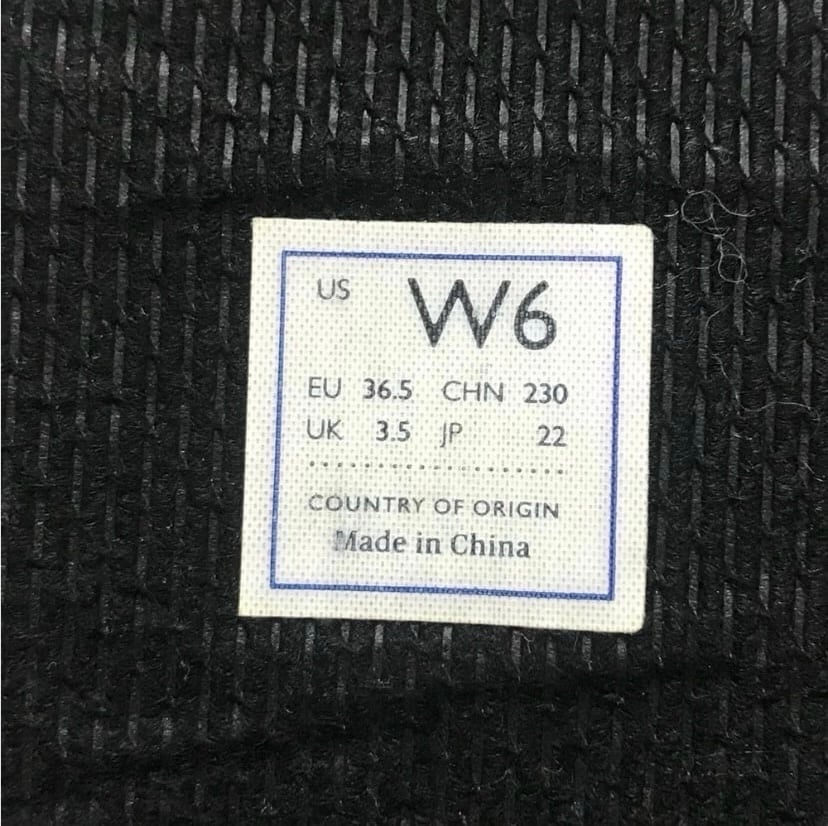 US W6
EU 36.5 CHN 230
UK 3.5 JP 22
COUNTRY OF ORIGIN
Made in China